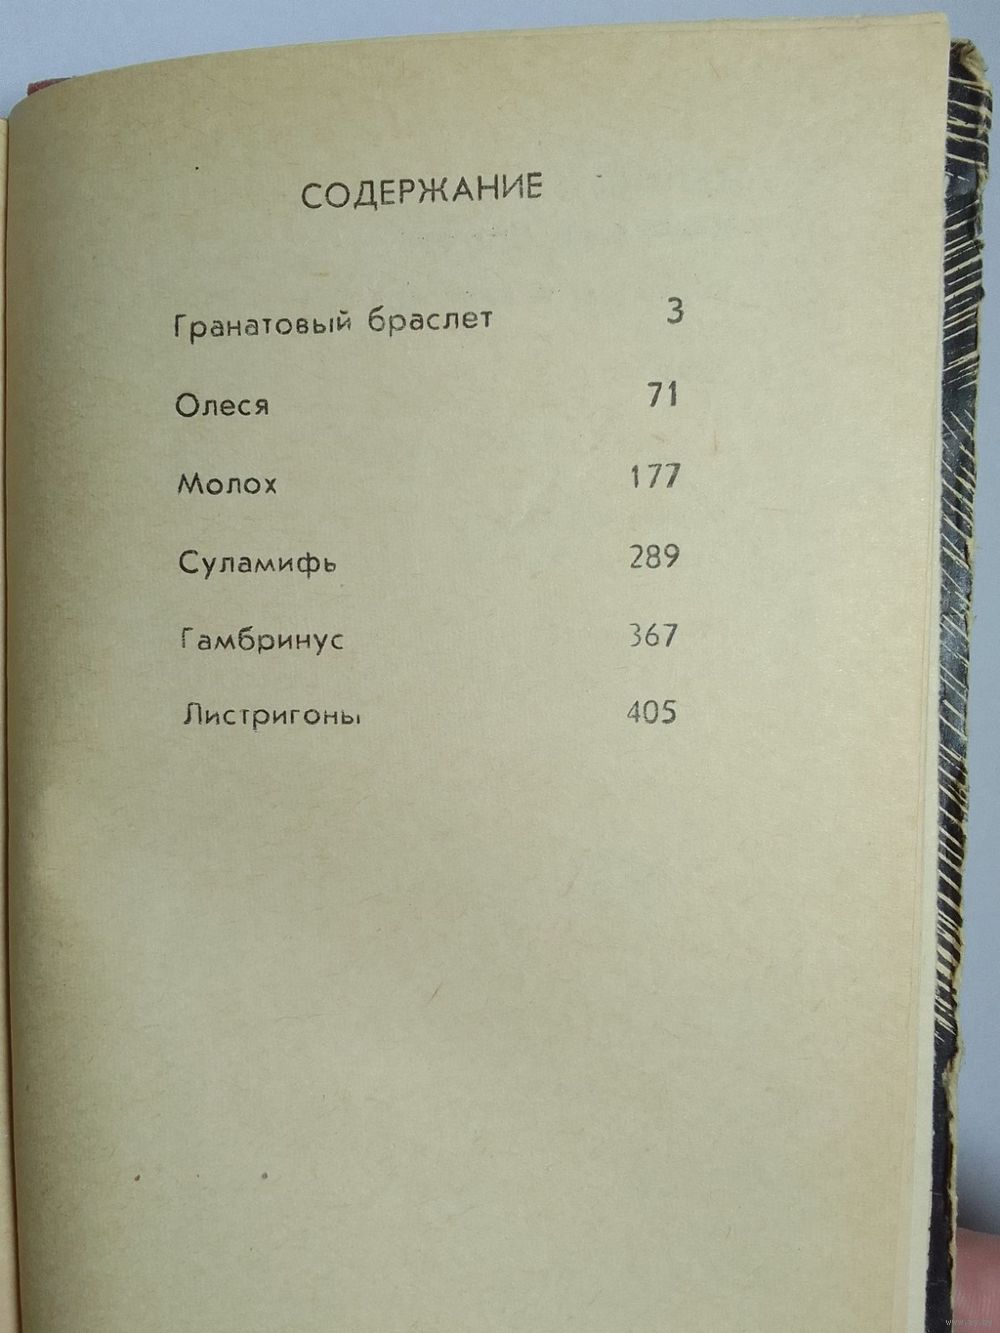 СОДЕРЖАНИЕ
Гранатовый браслет 3
Олеся 71
Молох 177
Суламифь 289
Гамбринус 367
Листригоны 405